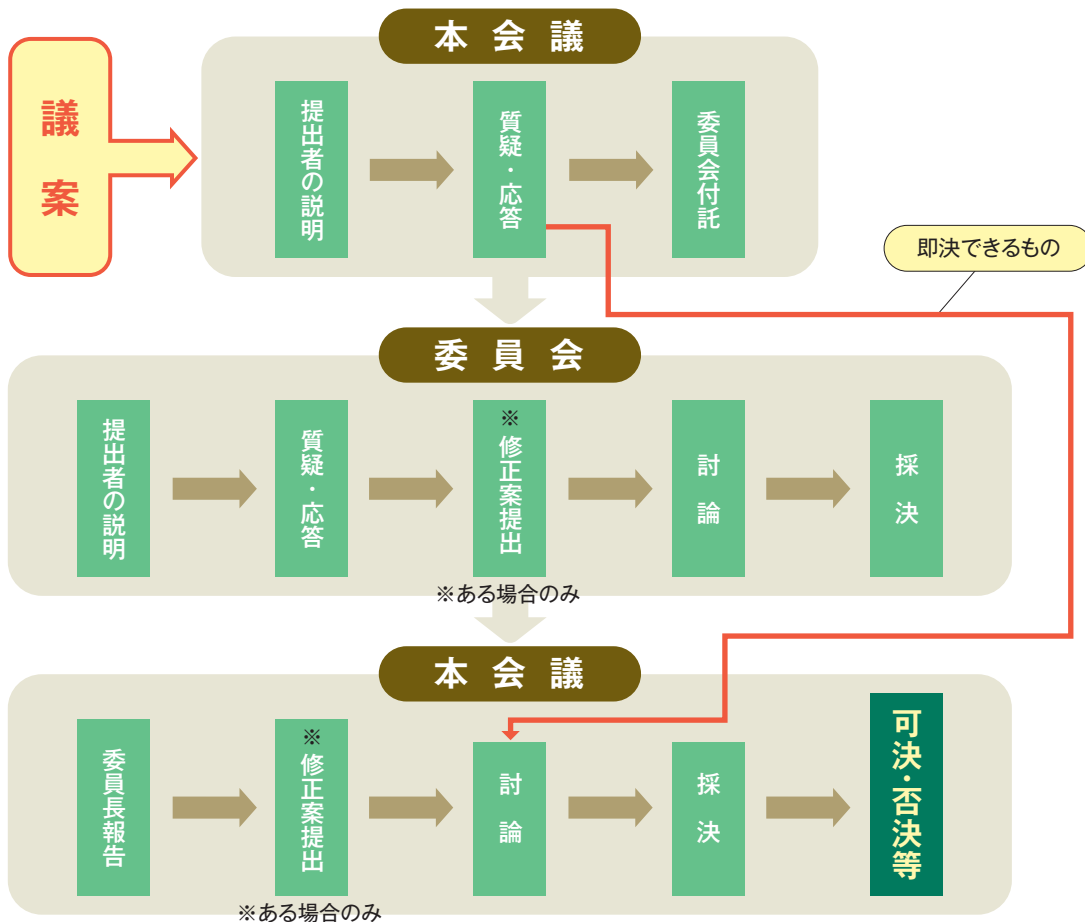 議案
本会議
提出者の説明
質疑・応答
委員会付託
即決できるもの
委員会
提出者の説明
質疑・応答
※修正案提出
討論
採決
※ある場合のみ
本会議
委員長報告
※修正案提出
討論
採決
可決・否決等
※ある場合のみ